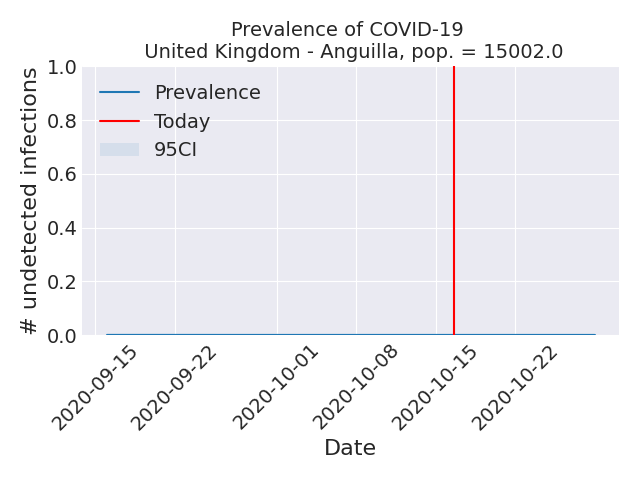 Prevalence of COVID-19
United Kingdom - Anguilla, pop. = 15002.0
# undetected infections
1.0
0.8
0.6
0.4
0.2
0.0
Prevalence
Today
95CI
2020-09-15
2020-09-22
2020-10-01
2020-10-08
2020-10-15
2020-10-22
Date